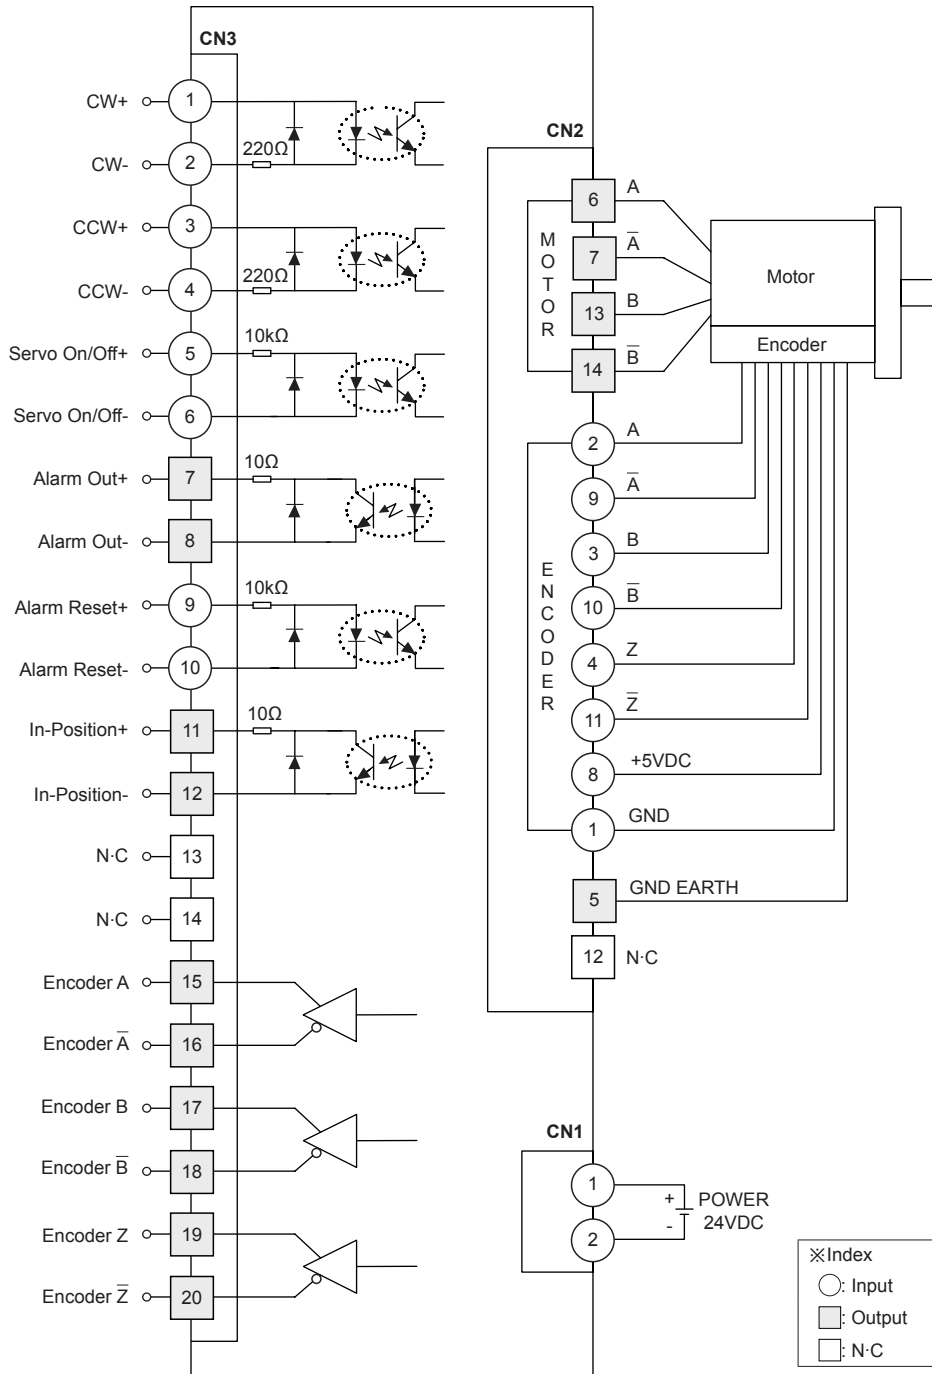 CN3
CW+ 1
CW- 2 220Ω
CCW+ 3
CCW- 4 220Ω
Servo On/Off+ 5 10kΩ
Servo On/Off- 6
Alarm Out+ 7 10Ω
Alarm Out- 8
Alarm Reset+ 9 10kΩ
Alarm Reset- 10
In-Position+ 11 10Ω
In-Position- 12
N·C 13
N·C 14
Encoder A 15
Encoder A̅ 16
Encoder B 17
Encoder B̅ 18
Encoder Z 19
Encoder Z̅ 20
CN2
MOTOR
6 A
7 A̅
13 B
14 B̅
Motor
Encoder
ENCODER
2 A
9 A̅
3 B
10 B̅
4 Z
11 Z̅
8 +5VDC
1 GND
5 GND EARTH
12 N·C
CN1
1 +
2 -
POWER
24VDC
※Index
: Input
: Output
: N·C